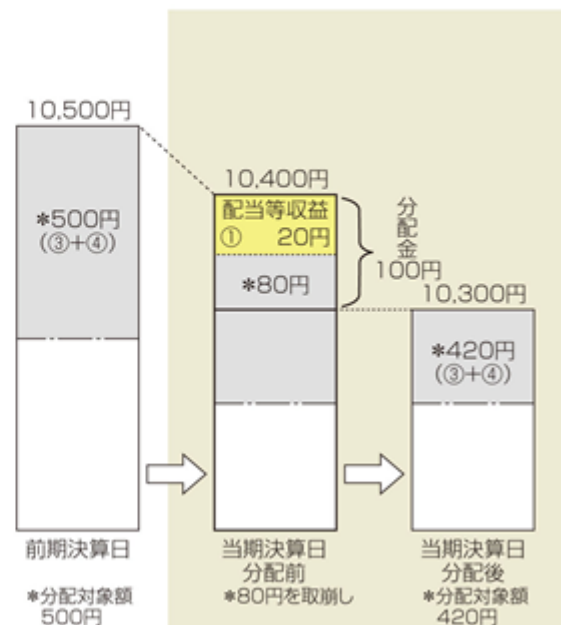 10,500円
*500円
(③+④)
前期決算日
*分配対象額
500円
10,400円
配当等収益
① 20円
*80円
分配金
100円
当期決算日
分配前
*80円を取崩し
10,300円
*420円
(③+④)
当期決算日
分配後
*分配対象額
420円